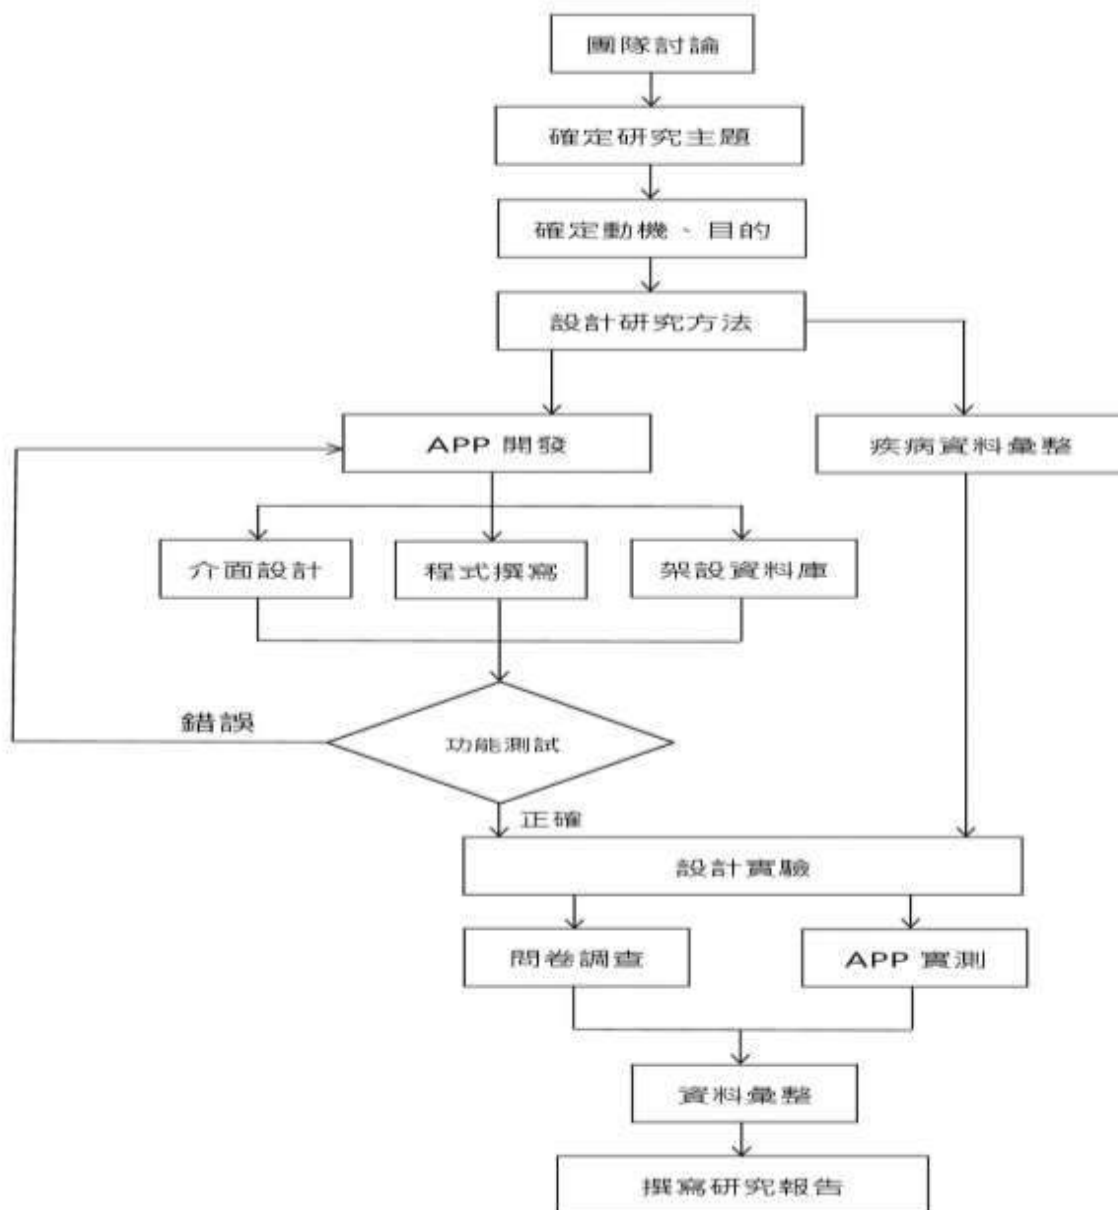 團隊討論
確定研究主題
確定動機、目的
設計研究方法
APP 開發
疾病資料彙整
介面設計
程式撰寫
架設資料庫
錯誤
功能測試
正確
設計實驗
問卷調查
APP 實測
資料彙整
撰寫研究報告